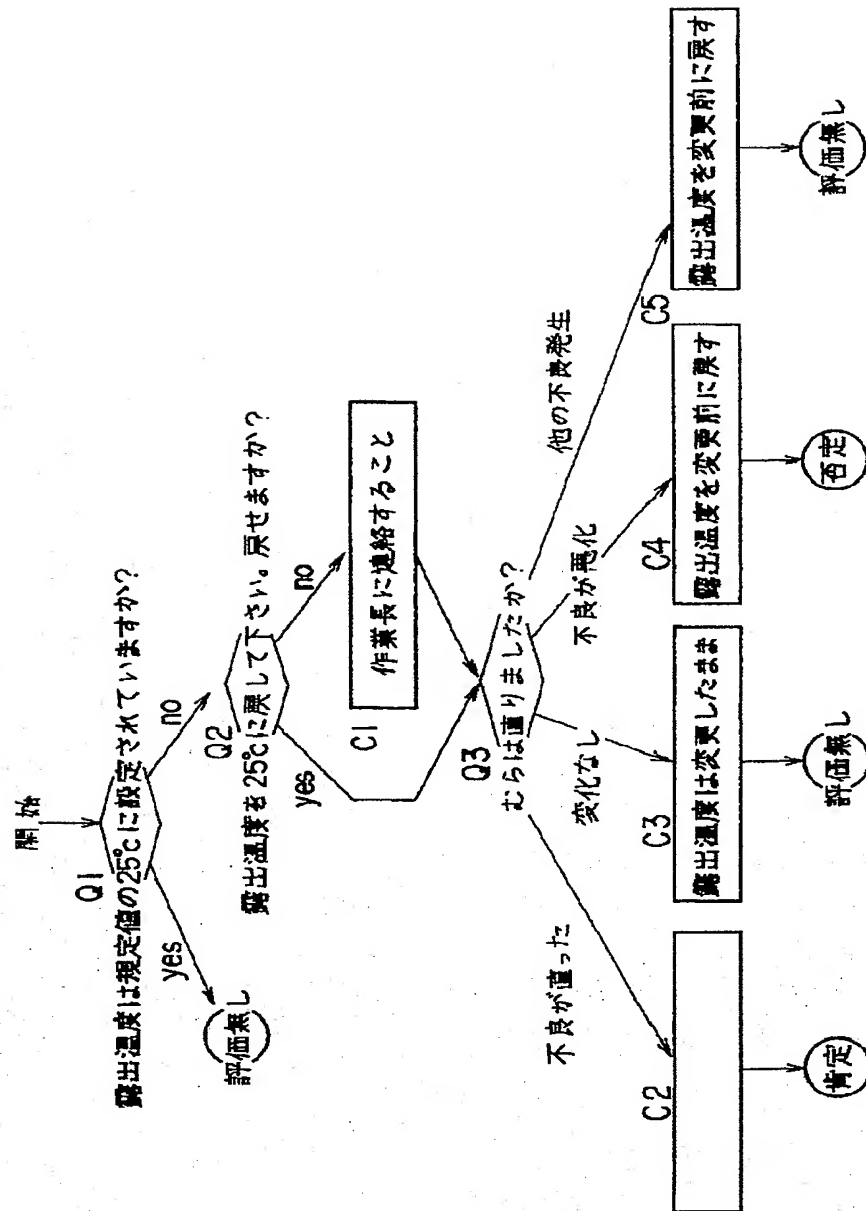 開始
Q1
露出温度は規定値の25℃に設定されていますか?
yes
no
評価無し
Q2
露出温度を25℃に戻して下さい。戻せますか?
yes
no
C1
作業長に連絡すること
Q3
むらは直りましたか?
不良が直った
変化なし
不良が悪化
他の不良発生
C2
C3
露出温度は変更したまま
C4
露出温度を変更前に戻す
C5
露出温度を変更前に戻す
肯定
評価無し
否定
評価無し